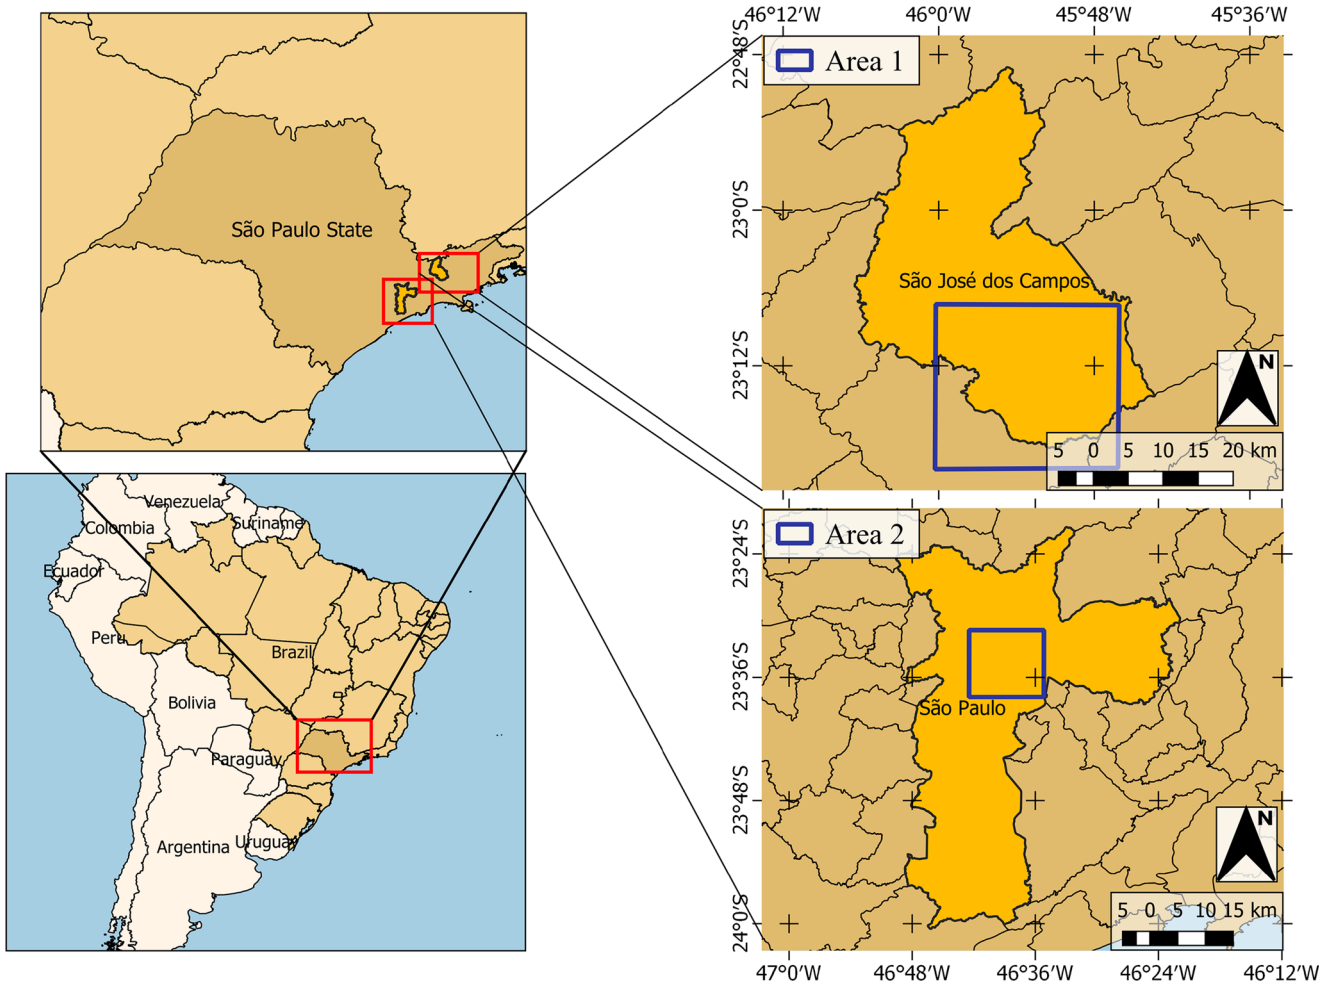 São Paulo State
Venezuela
Colombia
Suriname
Ecuador
Peru
Brazil
Bolivia
Paraguay
Argentina
Uruguay
46°12'W 46°0'W 45°48'W 45°36'W
22°48'S
23°0'S
23°12'S
Area 1
São José dos Campos
N
5 0 5 10 15 20 km
Area 2
23°24'S
23°36'S
23°48'S
24°0'S
São Paulo
N
5 0 5 10 15 km
47°0'W 46°48'W 46°36'W 46°24'W 46°12'W